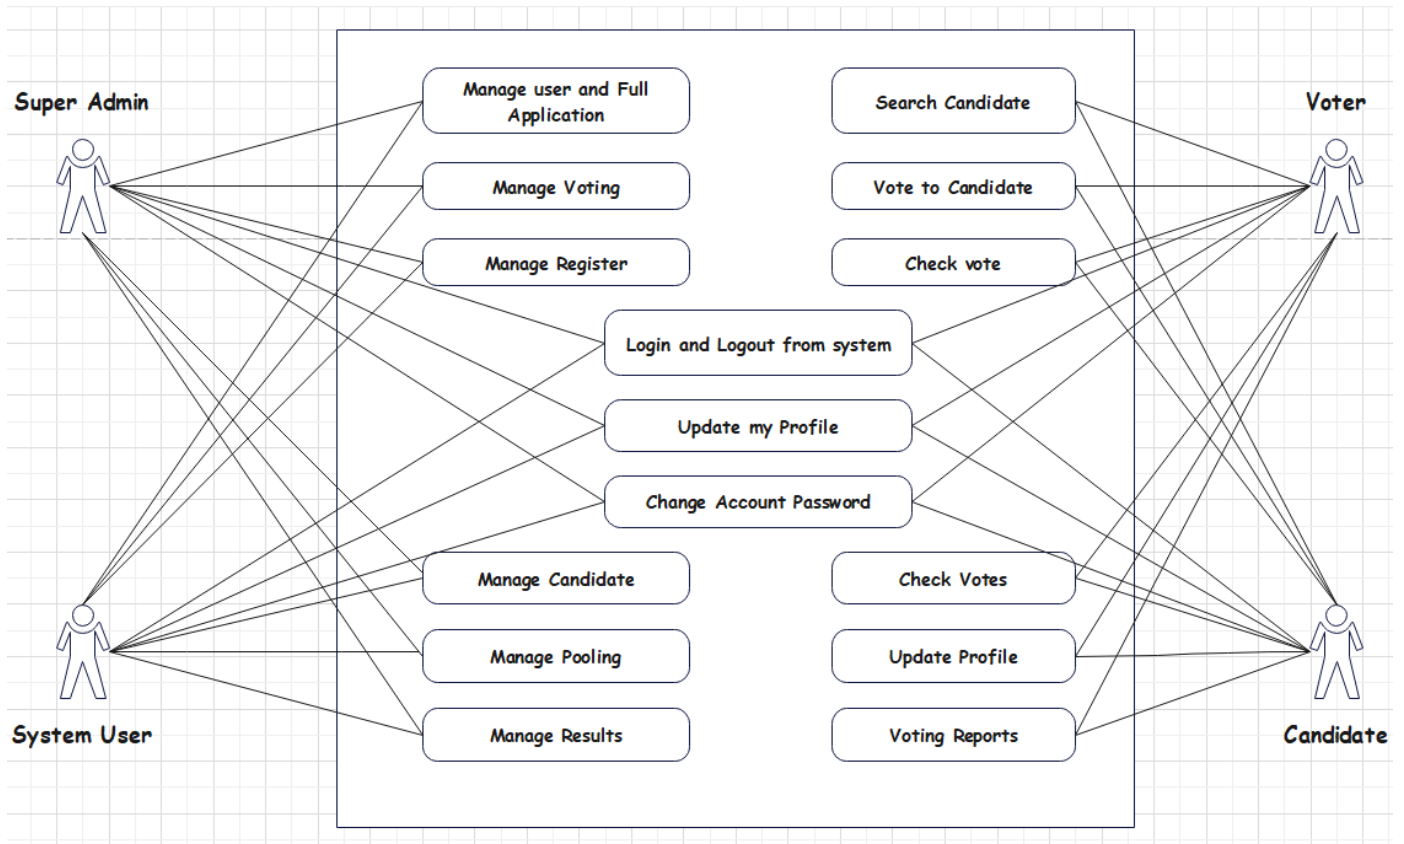 Super Admin
Manage user and Full
Application
Search Candidate
Voter
Manage Voting
Vote to Candidate
Manage Register
Check vote
Login and Logout from system
Update my Profile
Change Account Password
Manage Candidate
Check Votes
Manage Pooling
Update Profile
System User
Manage Results
Voting Reports
Candidate